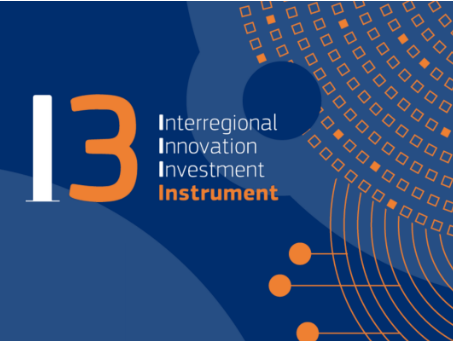 I3
Interregional
Innovation
Investment
Instrument